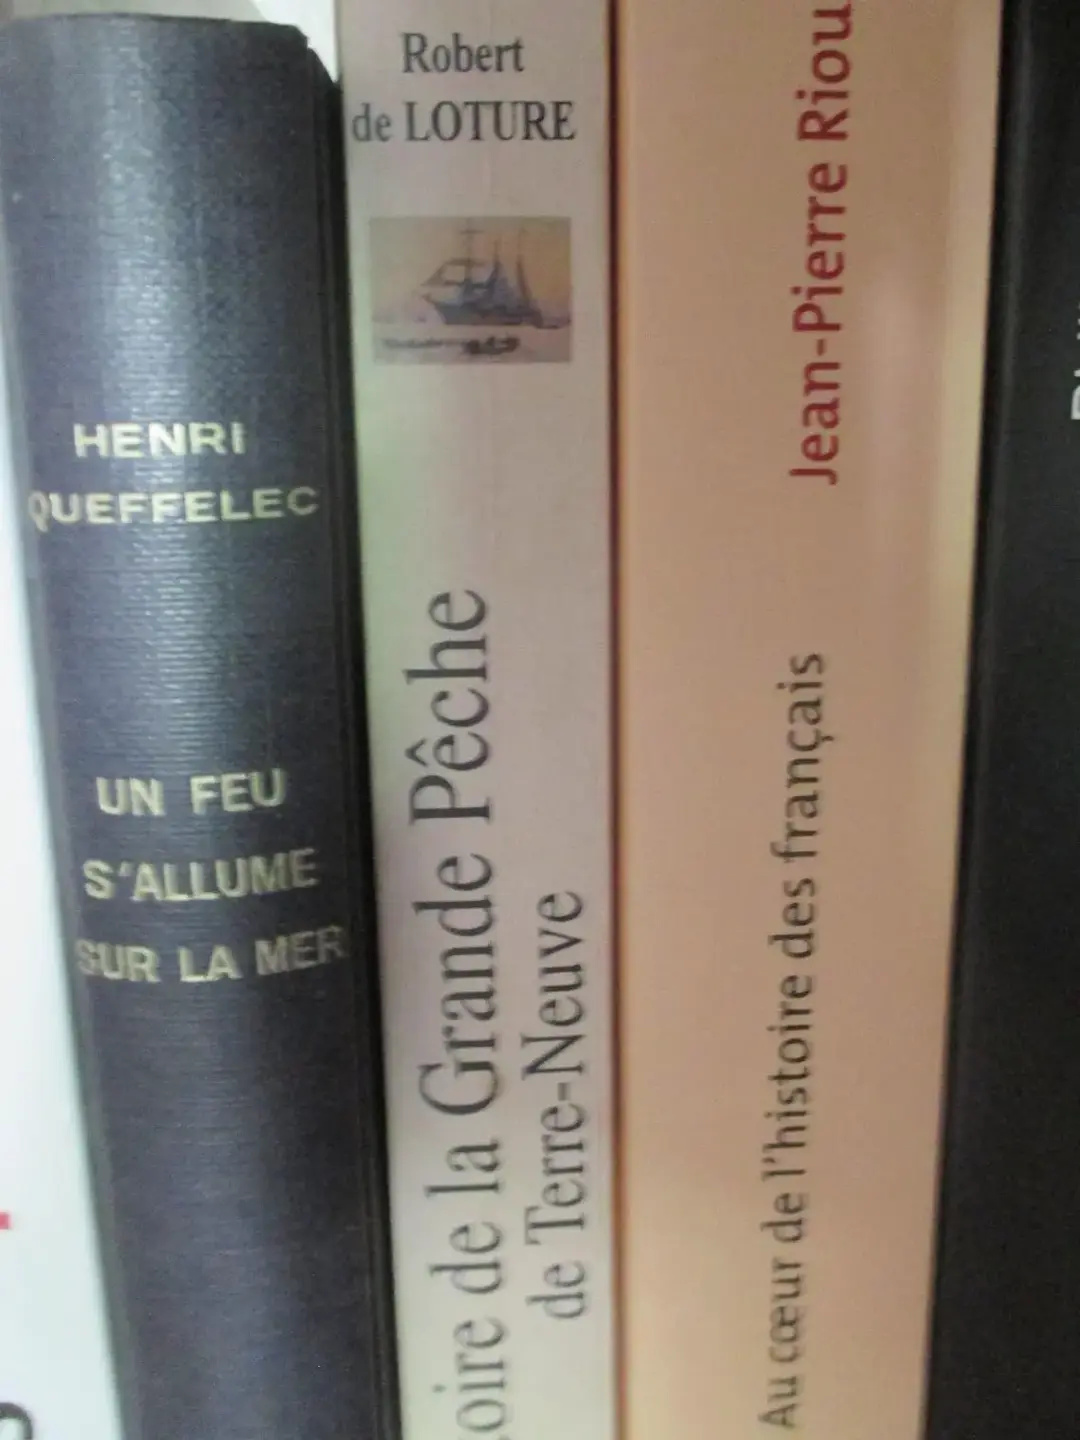 HENRI
QUEFFELEC
UN FEU
S'ALLUME
SUR LA MER
Robert
de LOTURE
oire de la Grande Pêche
de Terre-Neuve
Jean-Pierre Riou
Au cœur de l'histoire des français